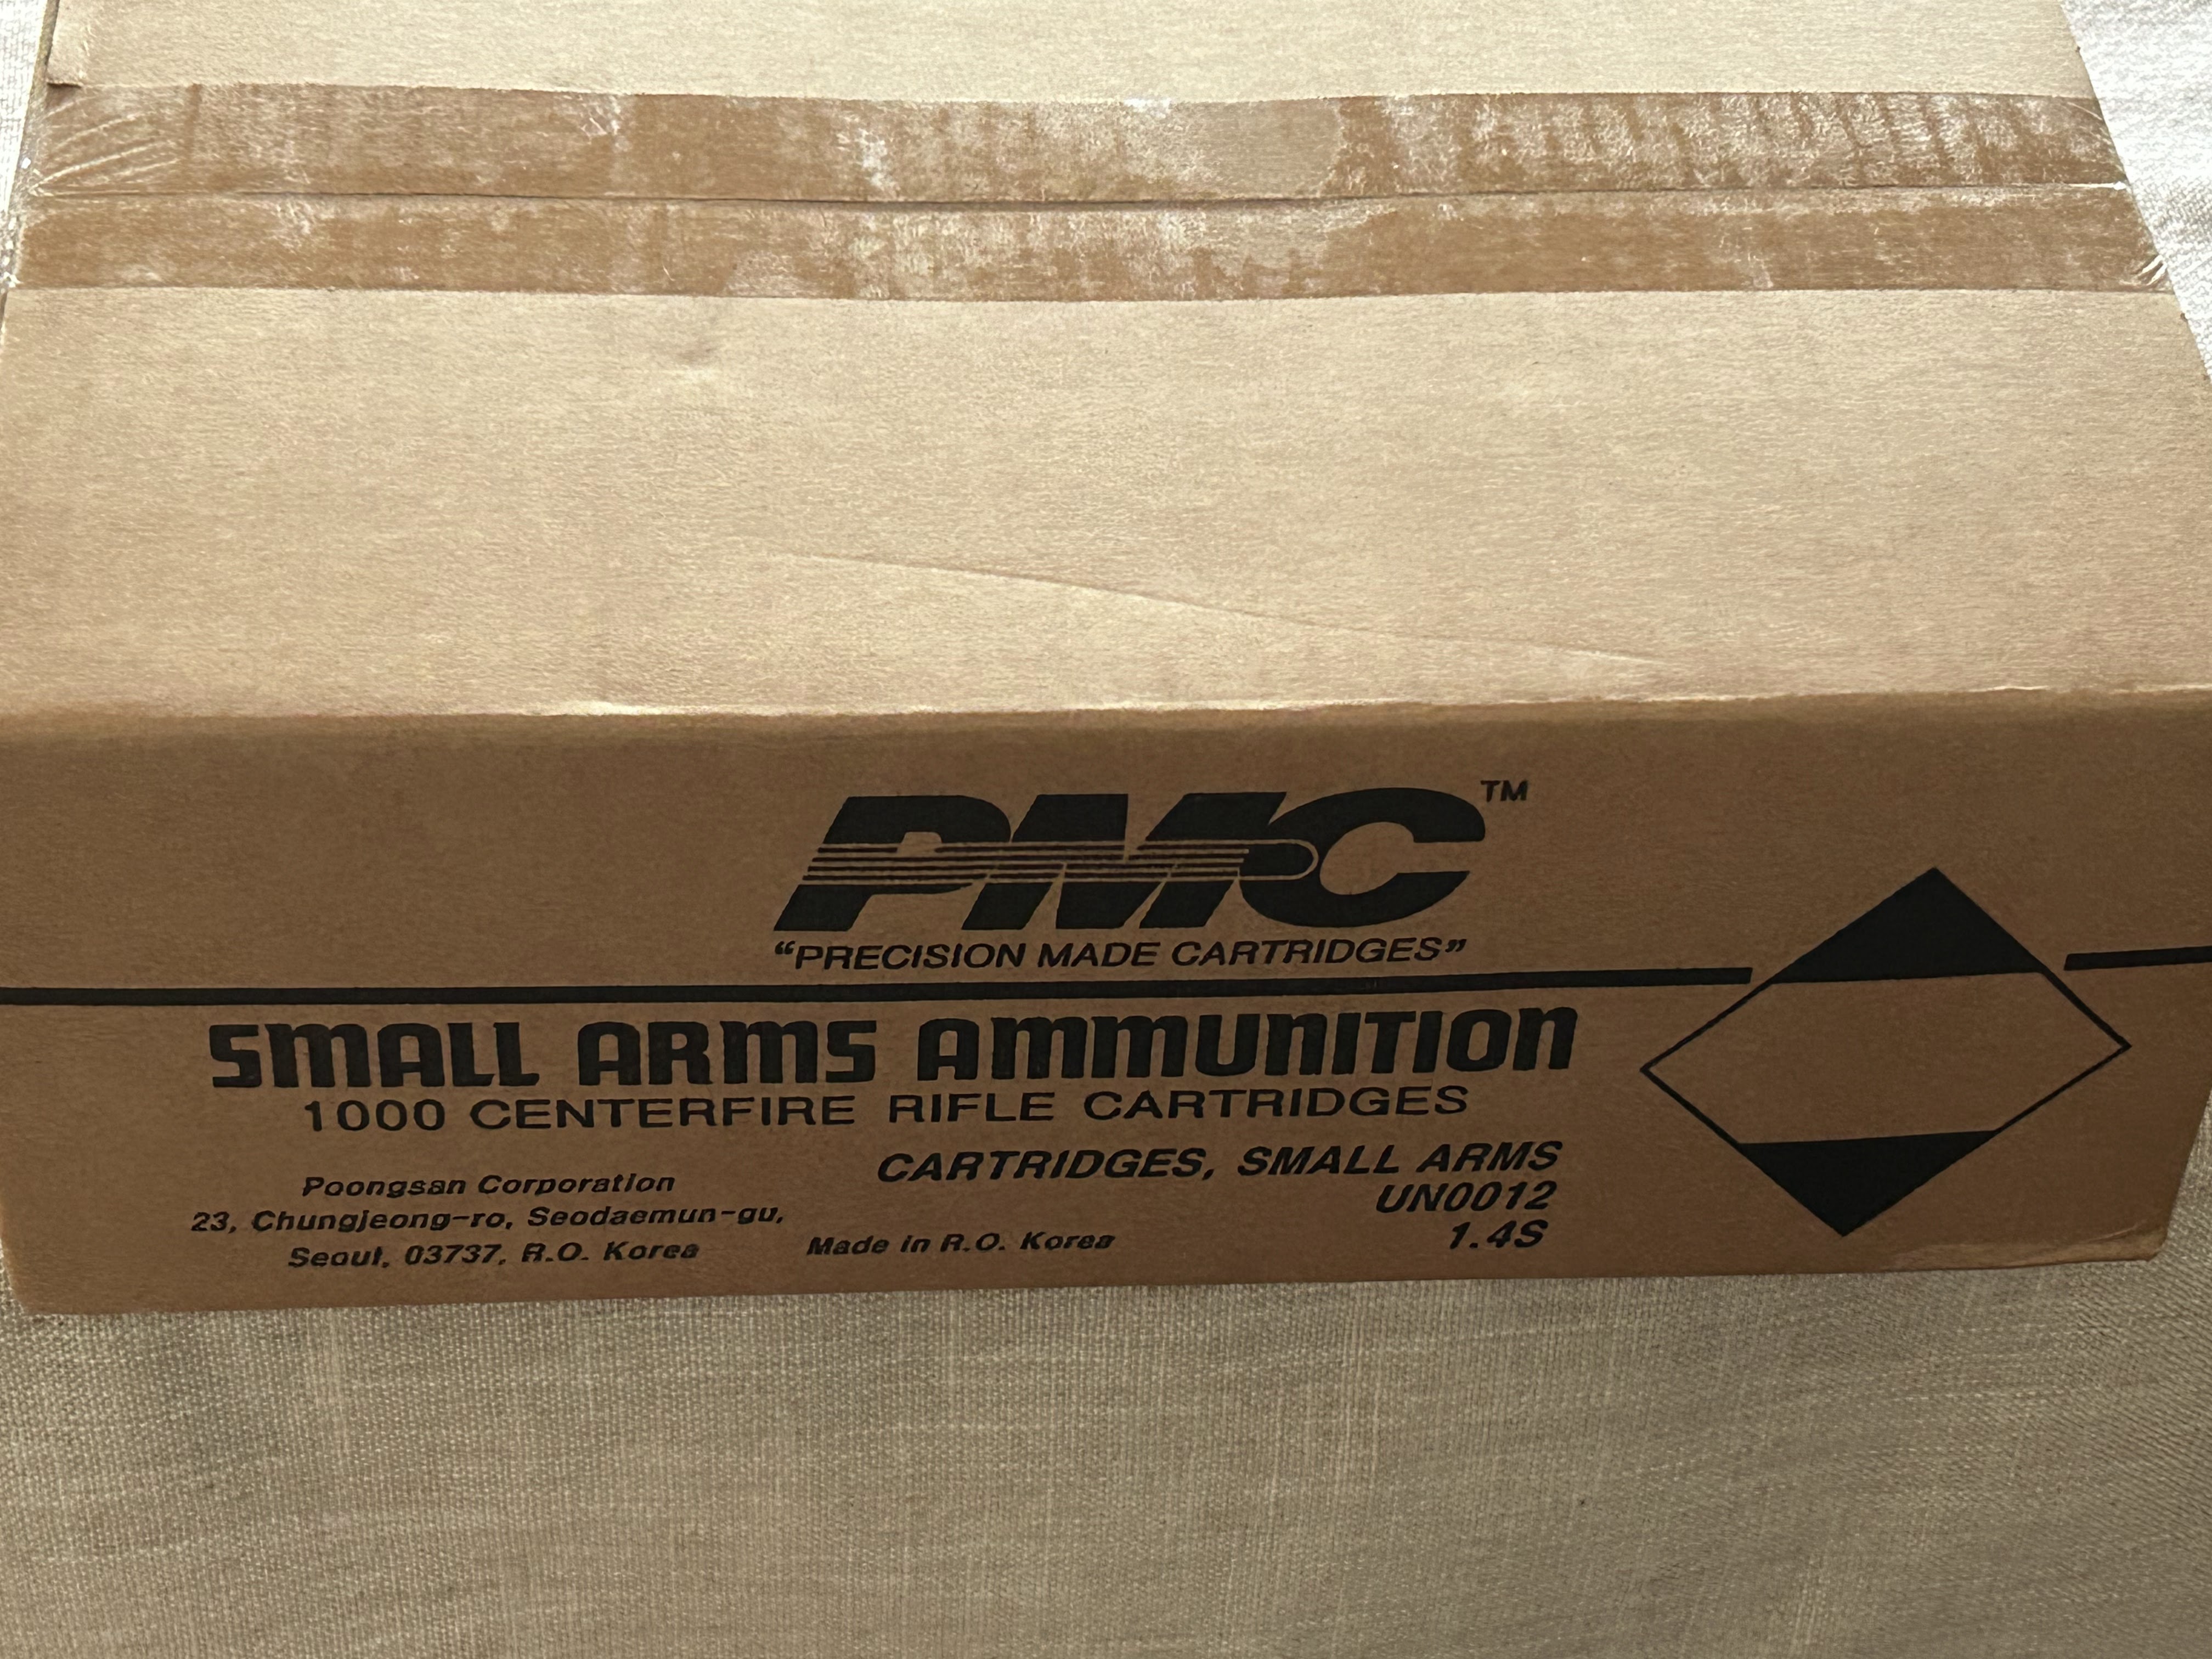 PMC™
“PRECISION MADE CARTRIDGES”
SMALL ARMS AMMUNITION
1000 CENTERFIRE RIFLE CARTRIDGES
Poongsan Corporation
23, Chungjeong-ro, Seodaemun-gu,
Seoul, 03737, R.O. Korea
Made in R.O. Korea
CARTRIDGES, SMALL ARMS
UN0012
1.4S